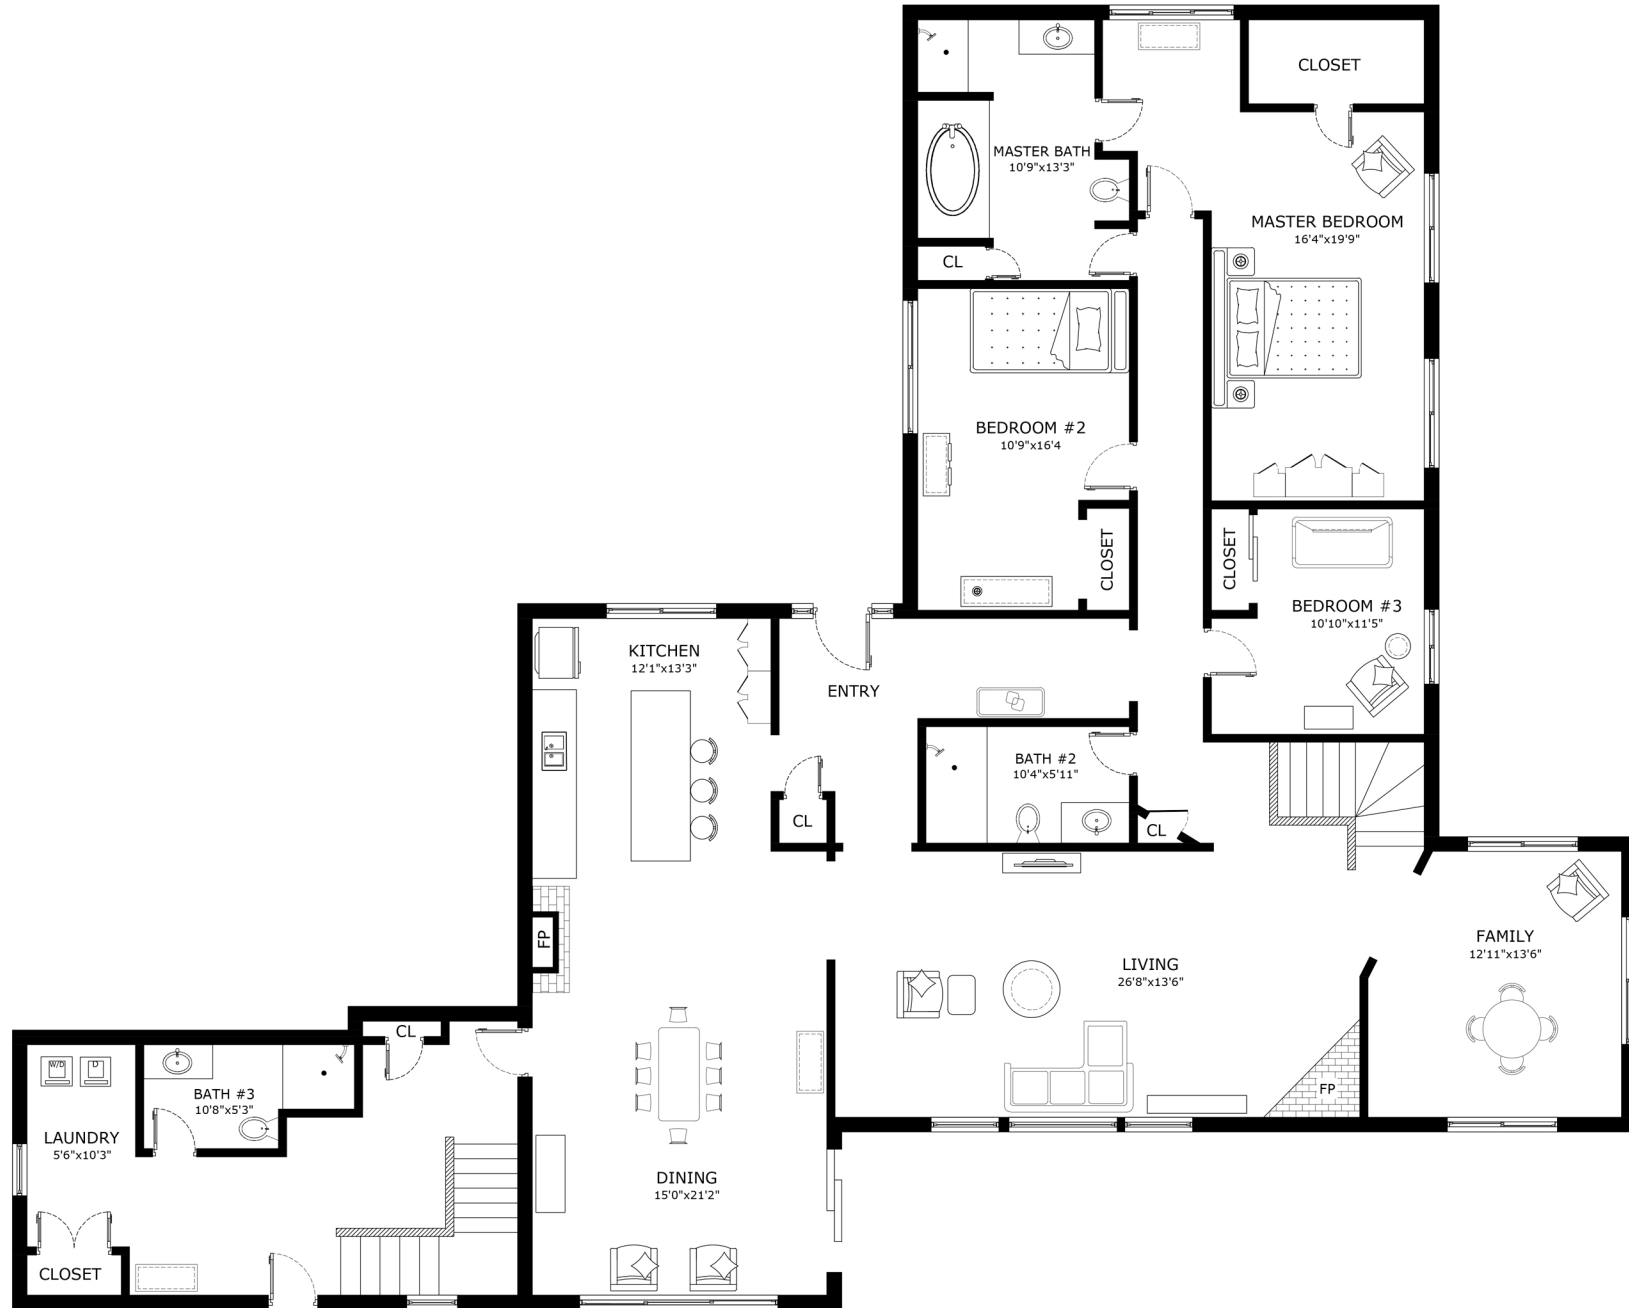 CLOSET
MASTER BATH
10'9"x13'3"
MASTER BEDROOM
16'4"x19'9"
CL
BEDROOM #2
10'9"x16'4
CLOSET
CLOSET
BEDROOM #3
10'10"x11'5"
KITCHEN
12'1"x13'3"
ENTRY
BATH #2
10'4"x5'11"
CL
CL
FP
FAMILY
12'11"x13'6"
LIVING
26'8"x13'6"
CL
W/D
D
BATH #3
10'8"x5'3"
FP
LAUNDRY
5'6"x10'3"
DINING
15'0"x21'2"
CLOSET